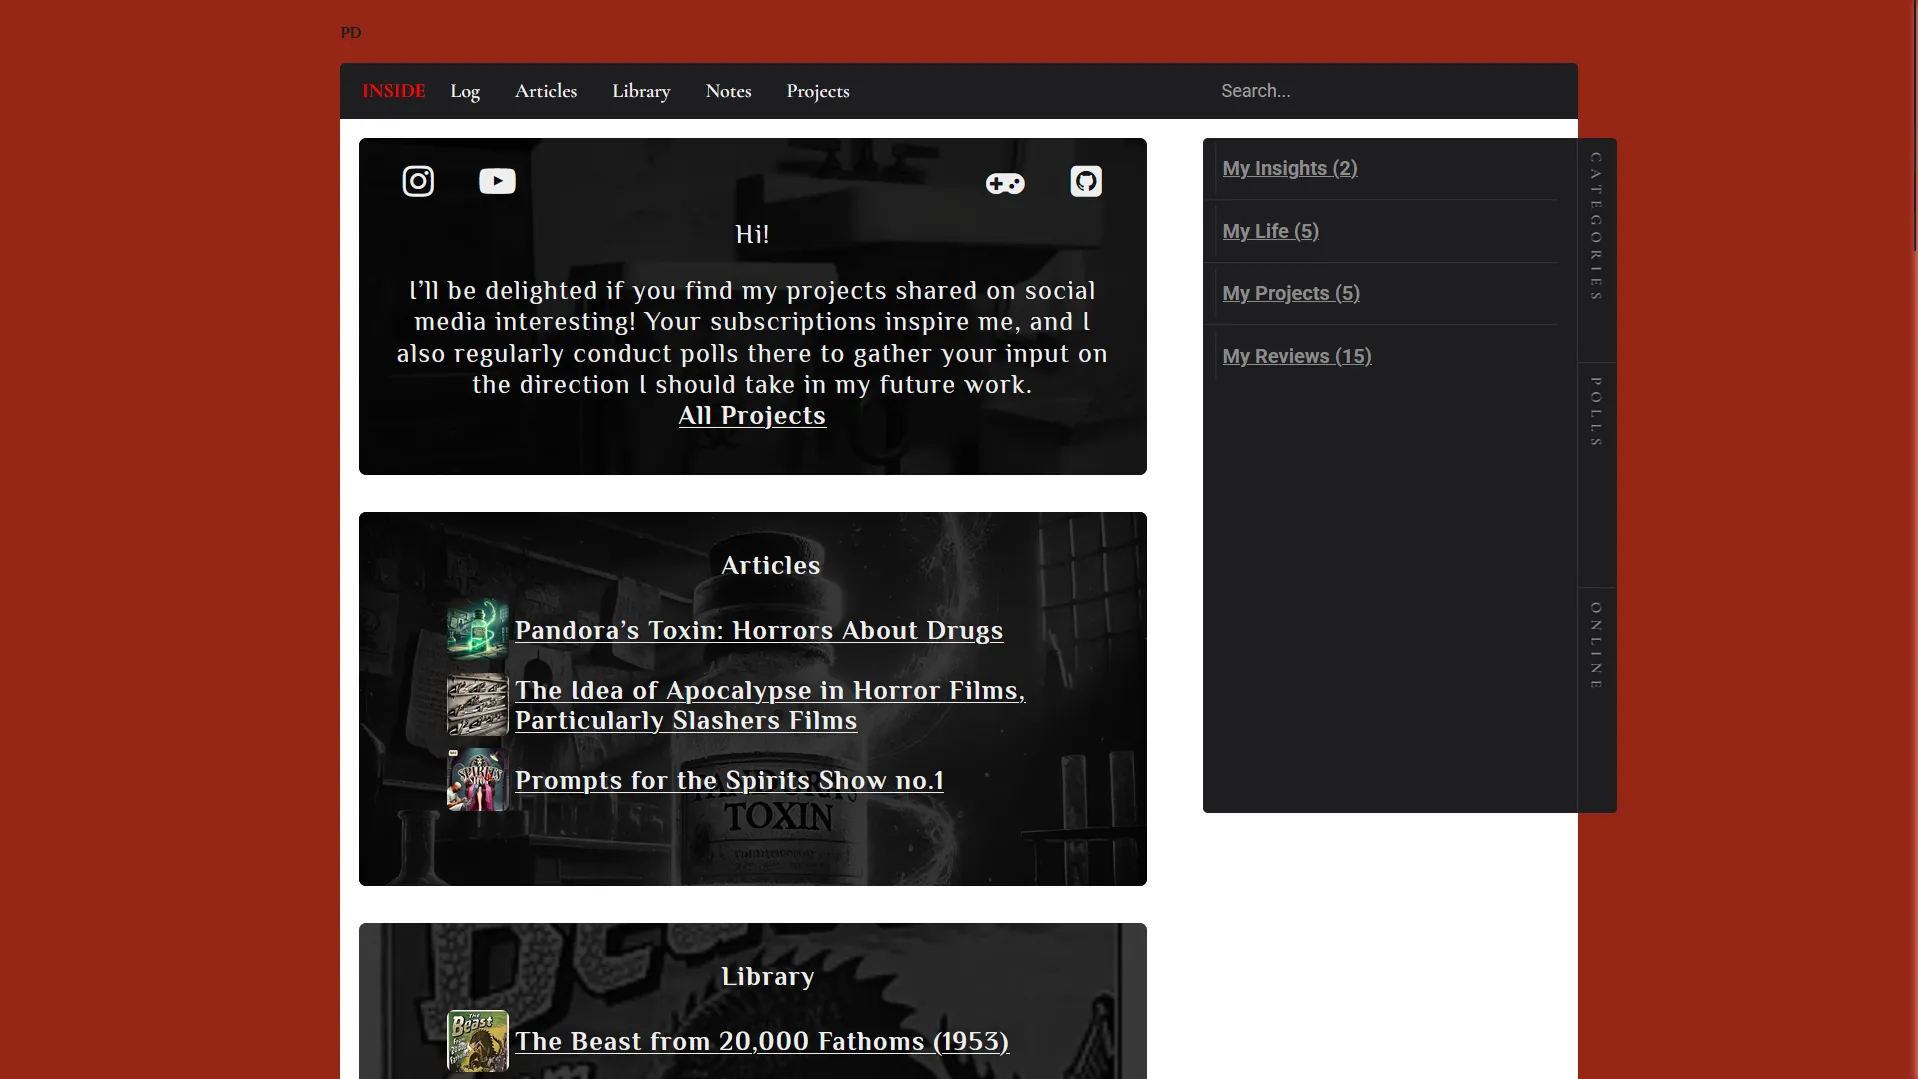 PD
INSIDE Log Articles Library Notes Projects Search...
Hi!
I’ll be delighted if you find my projects shared on social
media interesting! Your subscriptions inspire me, and I
also regularly conduct polls there to gather your input on
the direction I should take in my future work.
All Projects
Articles
Pandora’s Toxin: Horrors About Drugs
The Idea of Apocalypse in Horror Films,
Particularly Slashers Films
Prompts for the Spirits Show no.1
TOXIN
Library
The Beast from 20,000 Fathoms (1953)
My Insights (2)
My Life (5)
My Projects (5)
My Reviews (15)
CATEGORIES
POLLS
ONLINE